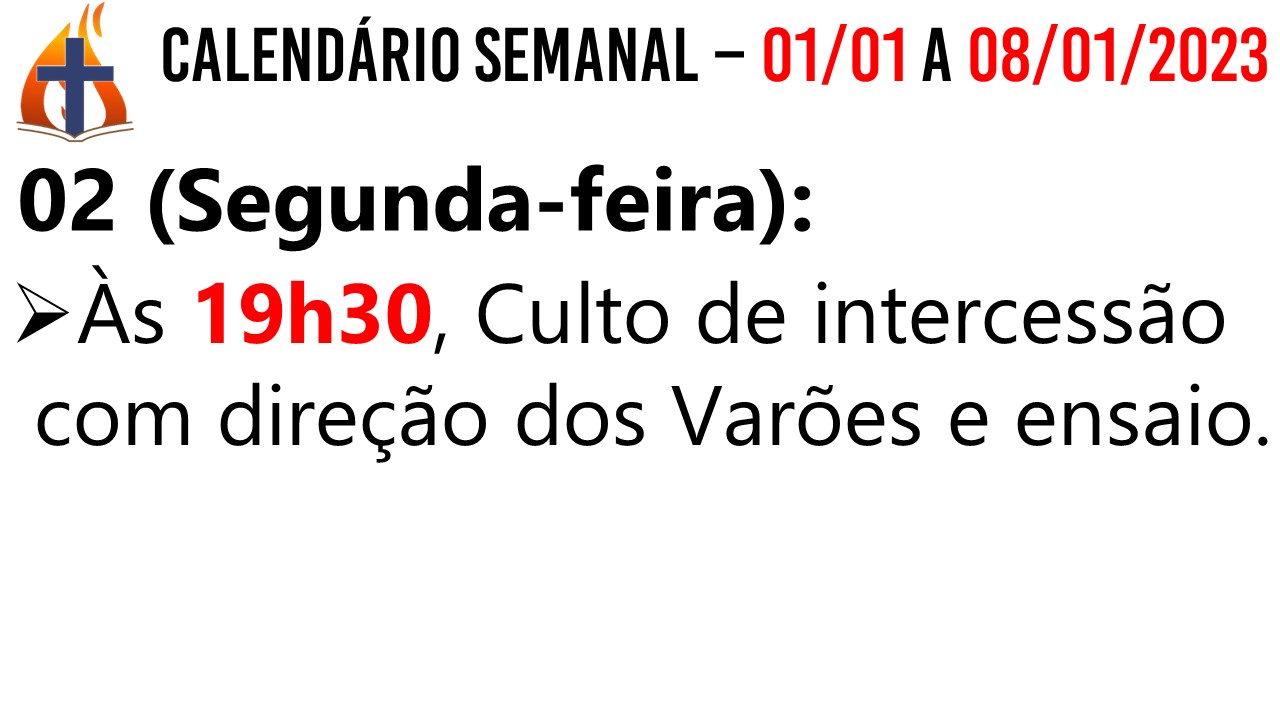 CALENDÁRIO SEMANAL – 01/01 A 08/01/2023
02 (Segunda-feira):
➢Às 19h30, Culto de intercessão
com direção dos Varões e ensaio.